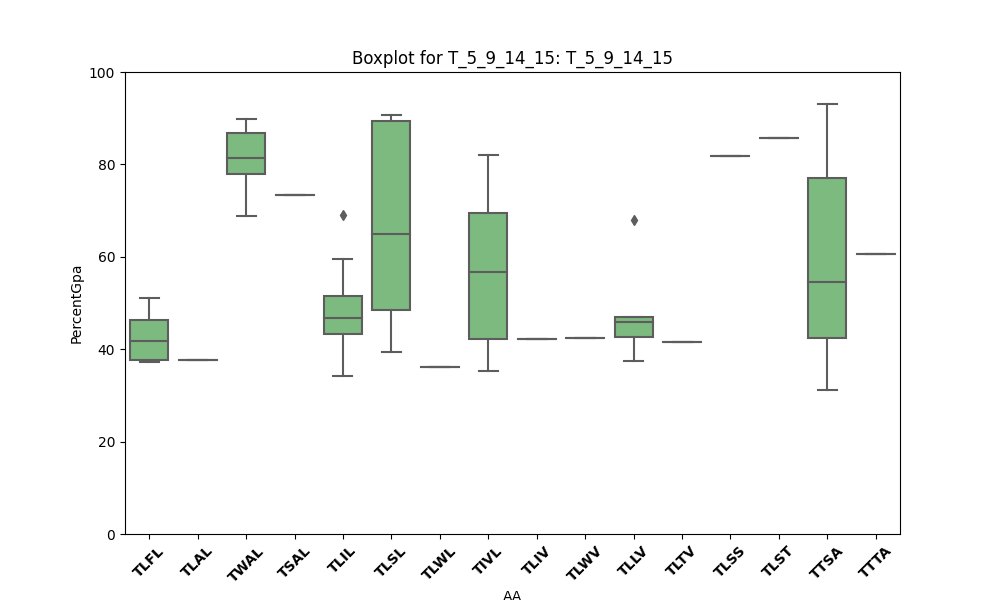 Boxplot for T_5_9_14_15: T_5_9_14_15
100
80
60
40
20
0
PercentGpa
TLFL TLAL TWAL TSAL TLIL TLSL TLWL TIVL TLIV TLWV TLLV TLTV TLSS TLST TTSA TTTA
AA